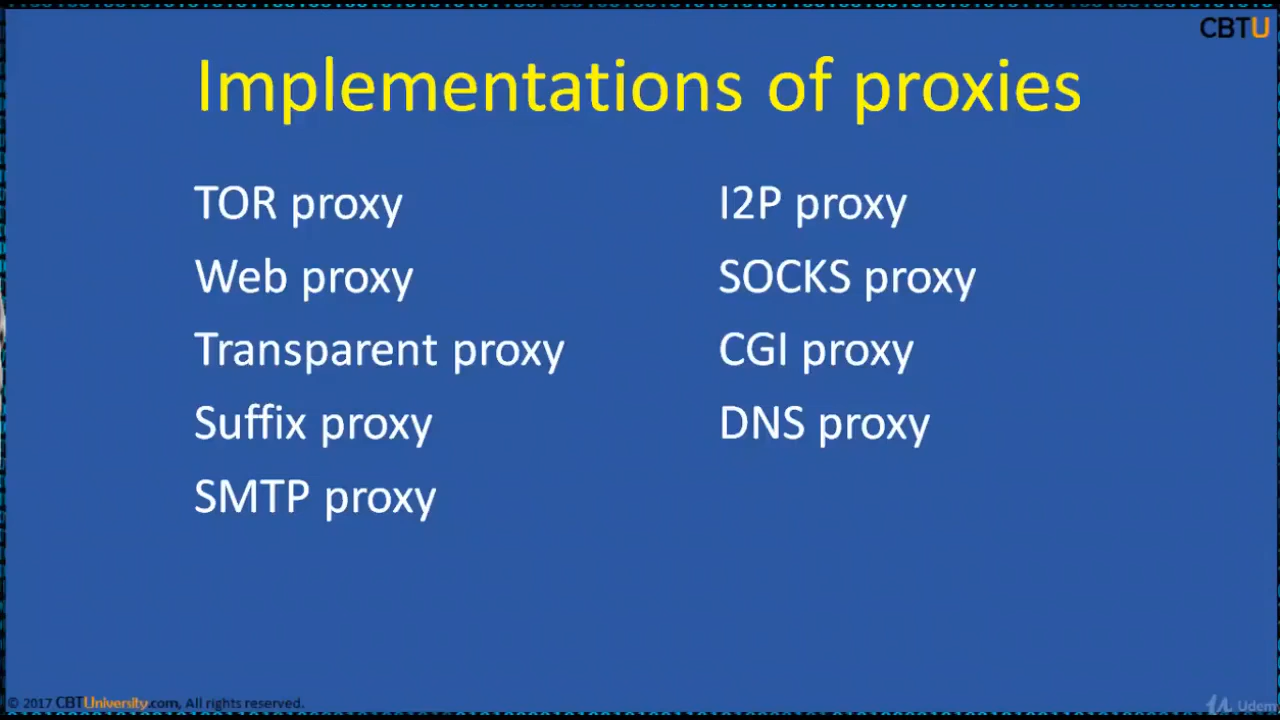 CBTU
Implementations of proxies
TOR proxy
Web proxy
Transparent proxy
Suffix proxy
SMTP proxy
I2P proxy
SOCKS proxy
CGI proxy
DNS proxy
© 2017 CBTUniversity.com, All rights reserved.